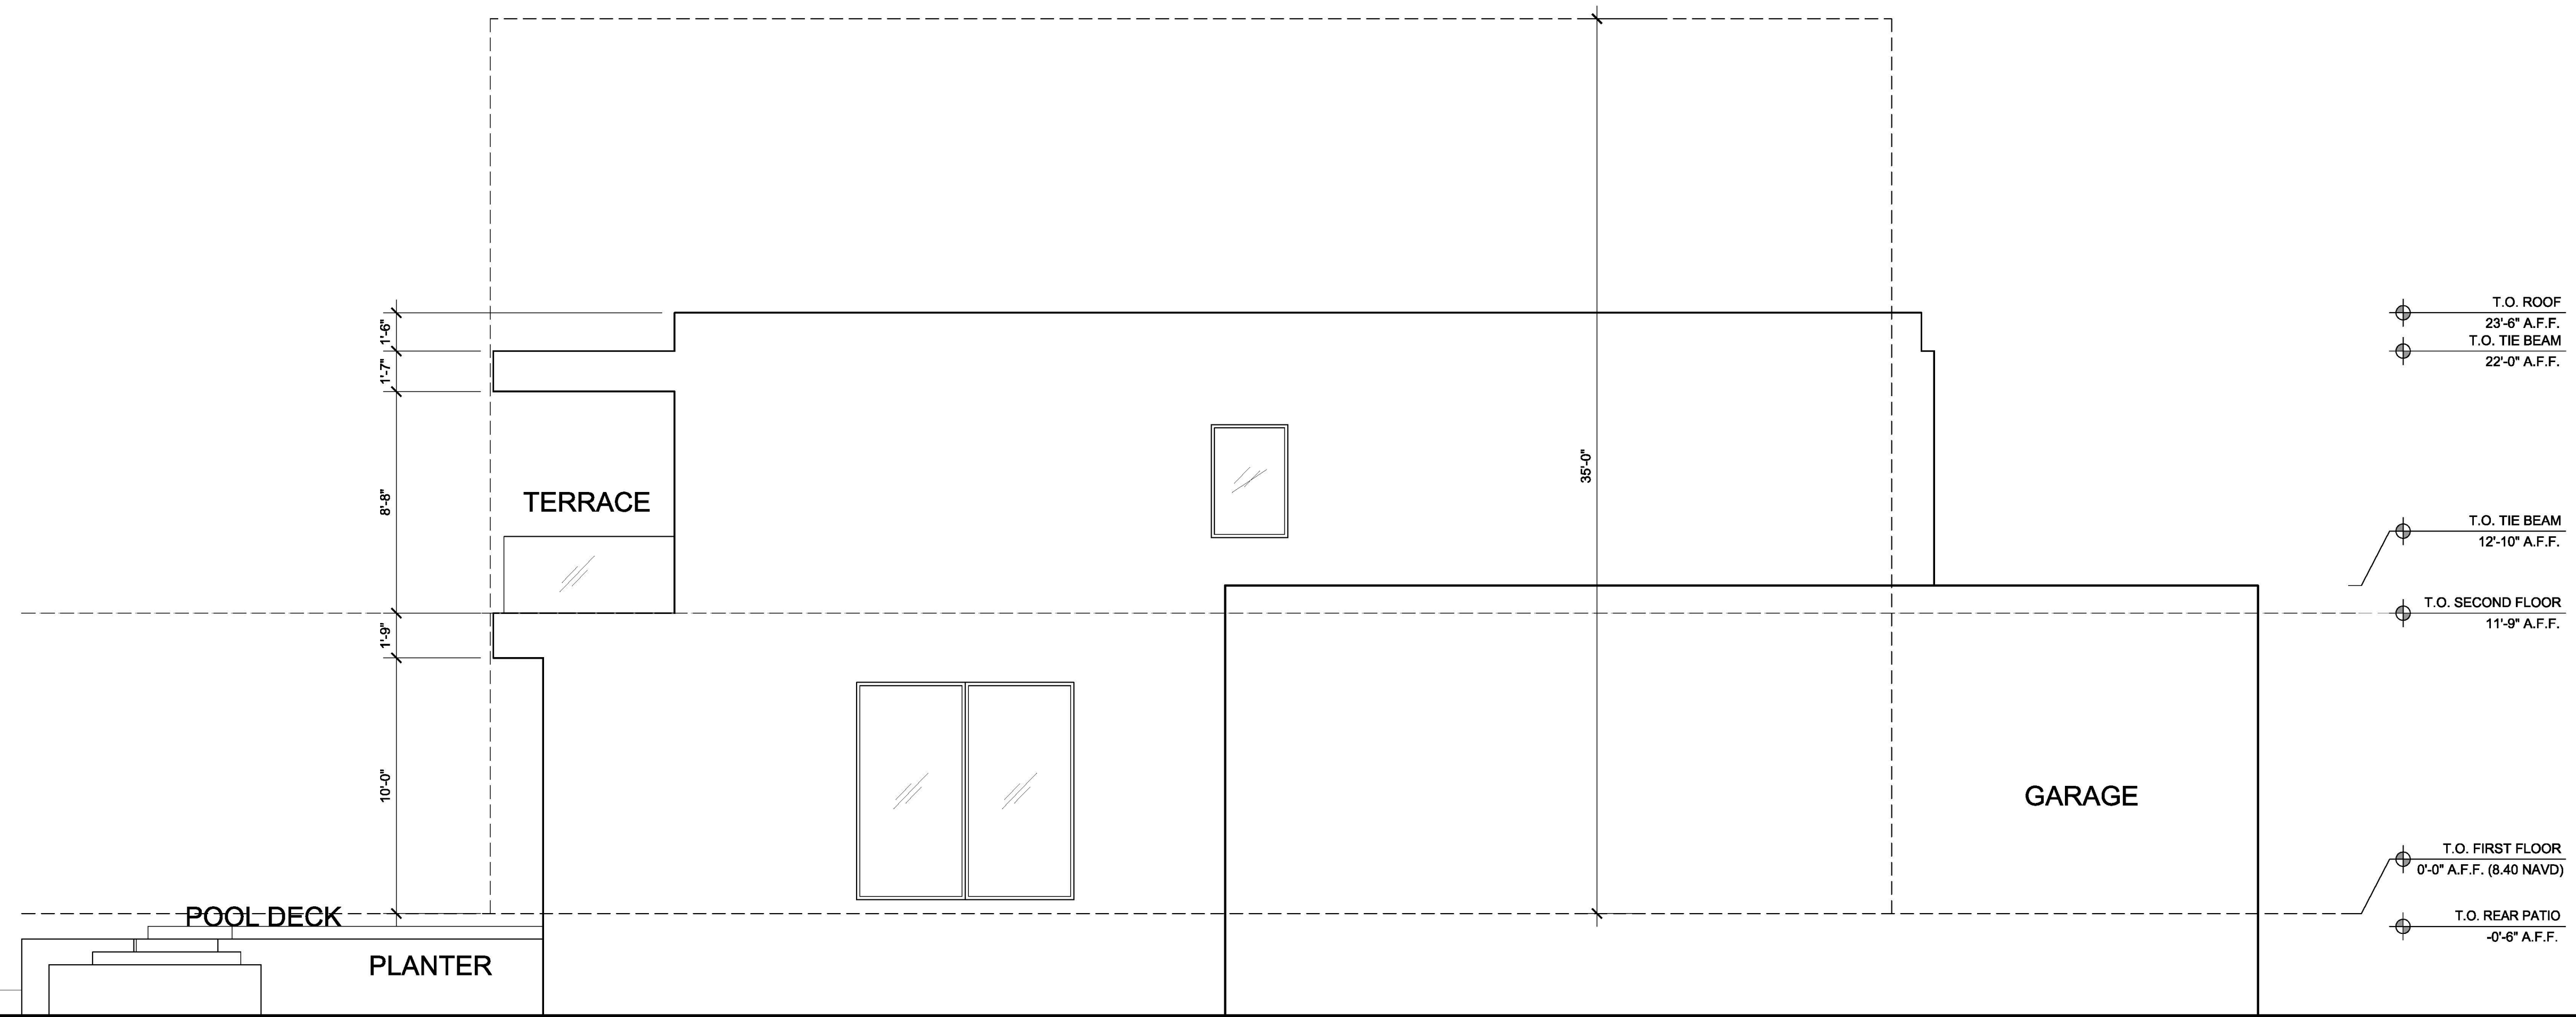 T.O. ROOF
23'-6" A.F.F.
T.O. TIE BEAM
22'-0" A.F.F.
1'-6"
1'-7"
35'-0"
8'-8"
TERRACE
T.O. TIE BEAM
12'-10" A.F.F.
T.O. SECOND FLOOR
11'-9" A.F.F.
1'-9"
10'-0"
GARAGE
T.O. FIRST FLOOR
0'-0" A.F.F. (8.40 NAVD)
POOL DECK
T.O. REAR PATIO
-0'-6" A.F.F.
PLANTER